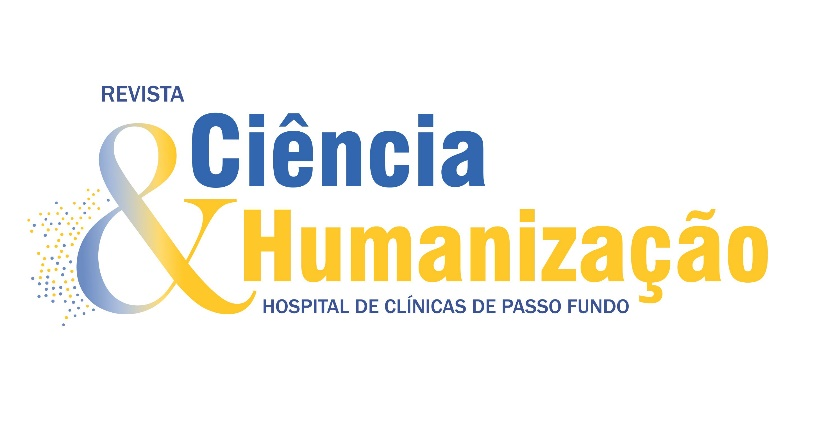 REVISTA
Ciência
& Humanização
HOSPITAL DE CLÍNICAS DE PASSO FUNDO